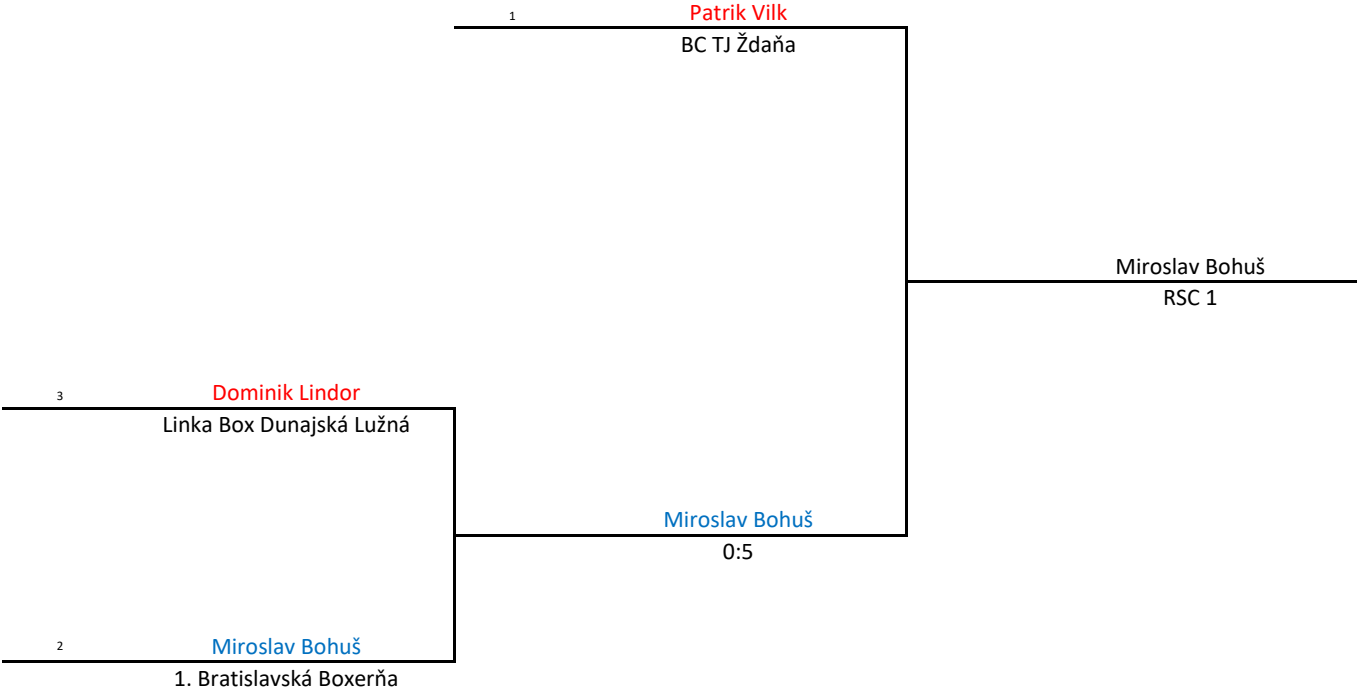 1 Patrik Vilk
BC TJ Ždaňa
Miroslav Bohuš
RSC 1
3 Dominik Lindor
Linka Box Dunajská Lužná
Miroslav Bohuš
0:5
2 Miroslav Bohuš
1. Bratislavská Boxerňa